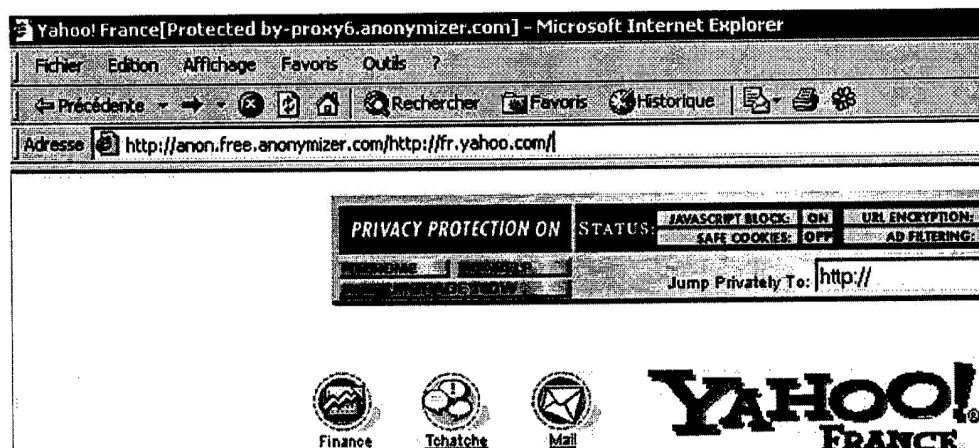 Yahoo! France[Protected by-proxy6.anonymizer.com] - Microsoft Internet Explorer
Fichier Edition Affichage Favoris Outils ?
Précédente Rechercher Favoris Historique
Adresse http://anon.free.anonymizer.com/http://fr.yahoo.com/
PRIVACY PROTECTION ON STATUS: JAVASCRIPT BLOCK: ON URL ENCRYPTION:
SAFE COOKIES: OFF AD FILTERING:
UPGRADE NOW Jump Privately To: http://
YAHOO!
FRANCE
Finance Tchatche Mail